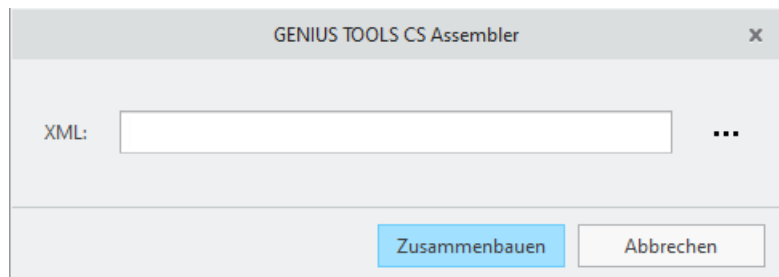 GENIUS TOOLS CS Assembler x
XML: ...
Zusammenbauen Abbrechen